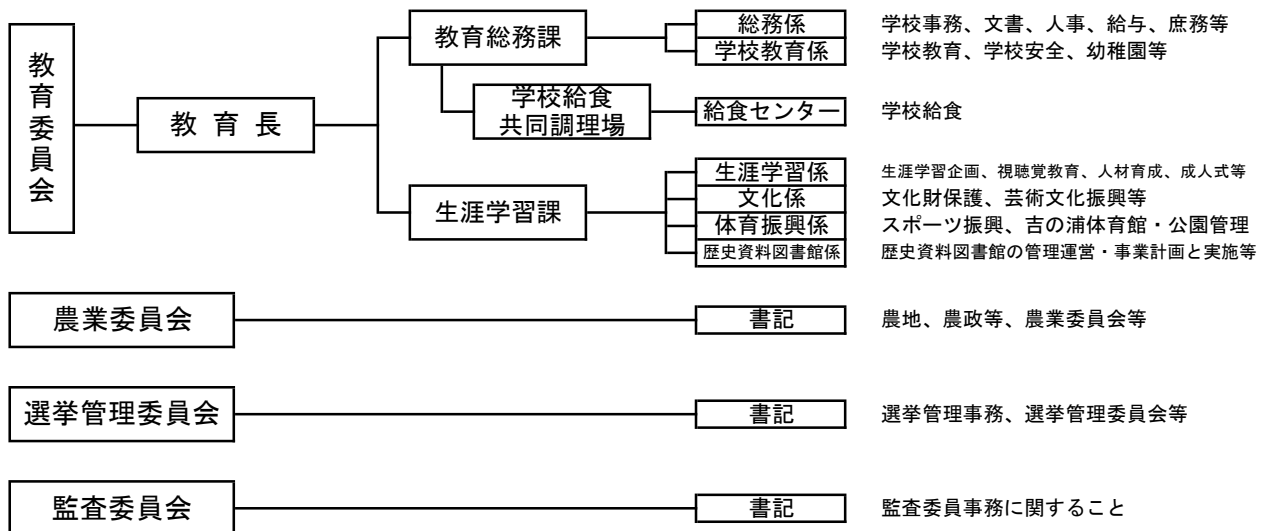 教育委員会
教育長
教育総務課
総務係
学校事務、文書、人事、給与、庶務等
学校教育係
学校教育、学校安全、幼稚園等
学校給食
共同調理場
給食センター
学校給食
生涯学習課
生涯学習係
生涯学習企画、視聴覚教育、人材育成、成人式等
文化係
文化財保護、芸術文化振興等
体育振興係
スポーツ振興、吉の浦体育館・公園管理
歴史資料図書館係
歴史資料図書館の管理運営・事業計画と実施等
農業委員会
書記
農地、農政等、農業委員会等
選挙管理委員会
書記
選挙管理事務、選挙管理委員会等
監査委員会
書記
監査委員事務に関すること